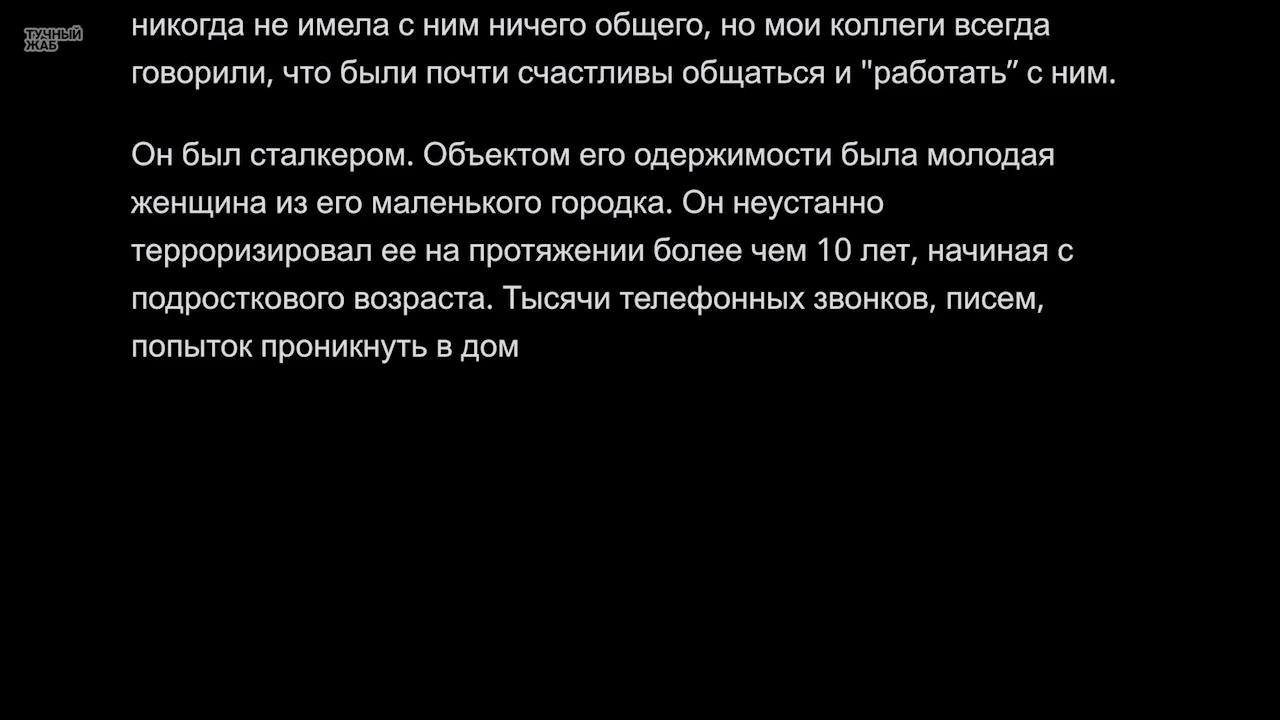 ТУЧНЫЙ
ЖАБ
никогда не имела с ним ничего общего, но мои коллеги всегда
говорили, что были почти счастливы общаться и "работать” с ним.
Он был сталкером. Объектом его одержимости была молодая
женщина из его маленького городка. Он неустанно
терроризировал ее на протяжении более чем 10 лет, начиная с
подросткового возраста. Тысячи телефонных звонков, писем,
попыток проникнуть в дом